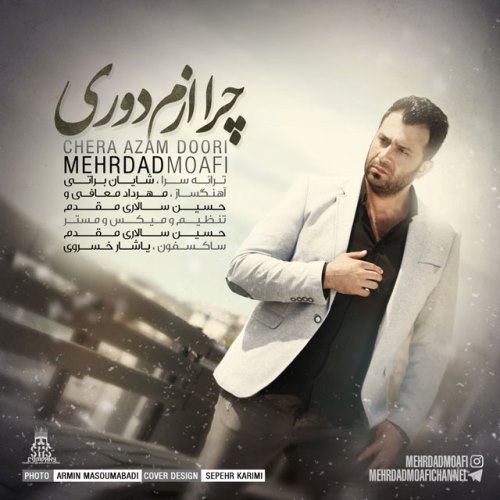 چرا ازم دوری
CHERA AZAM DOORI
MEHRDADMOAFI
ترانه سرا ، شایان براتی
آهنگساز ، مهرداد معافی و
حسین سالاری مقدم
تنظیم و میکس و مستر
حسین سالاری مقدم
ساکسفون ، یاشار خسروی
SHS
PHOTO ARMIN MASOUMABADI COVER DESIGN SEPEHR KARIMI
MEHRDADMOAFI
MEHRDADMOAFICHANNEL